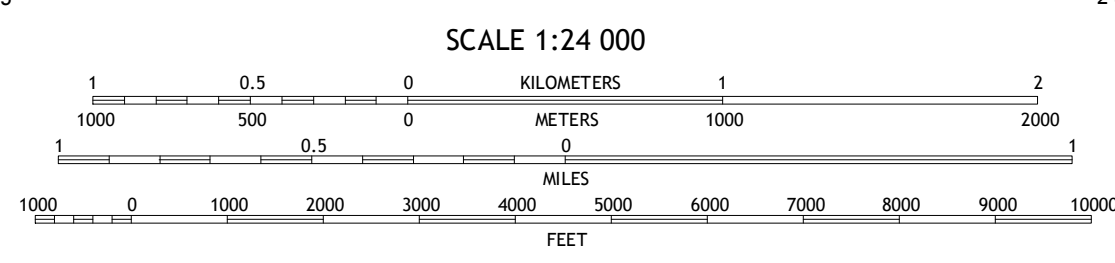 SCALE 1:24 000
1 0.5 0 KILOMETERS 1 2
1000 500 0 METERS 1000 2000
1 0.5 0 1
MILES
1000 0 1000 2000 3000 4000 5000 6000 7000 8000 9000 10000
FEET